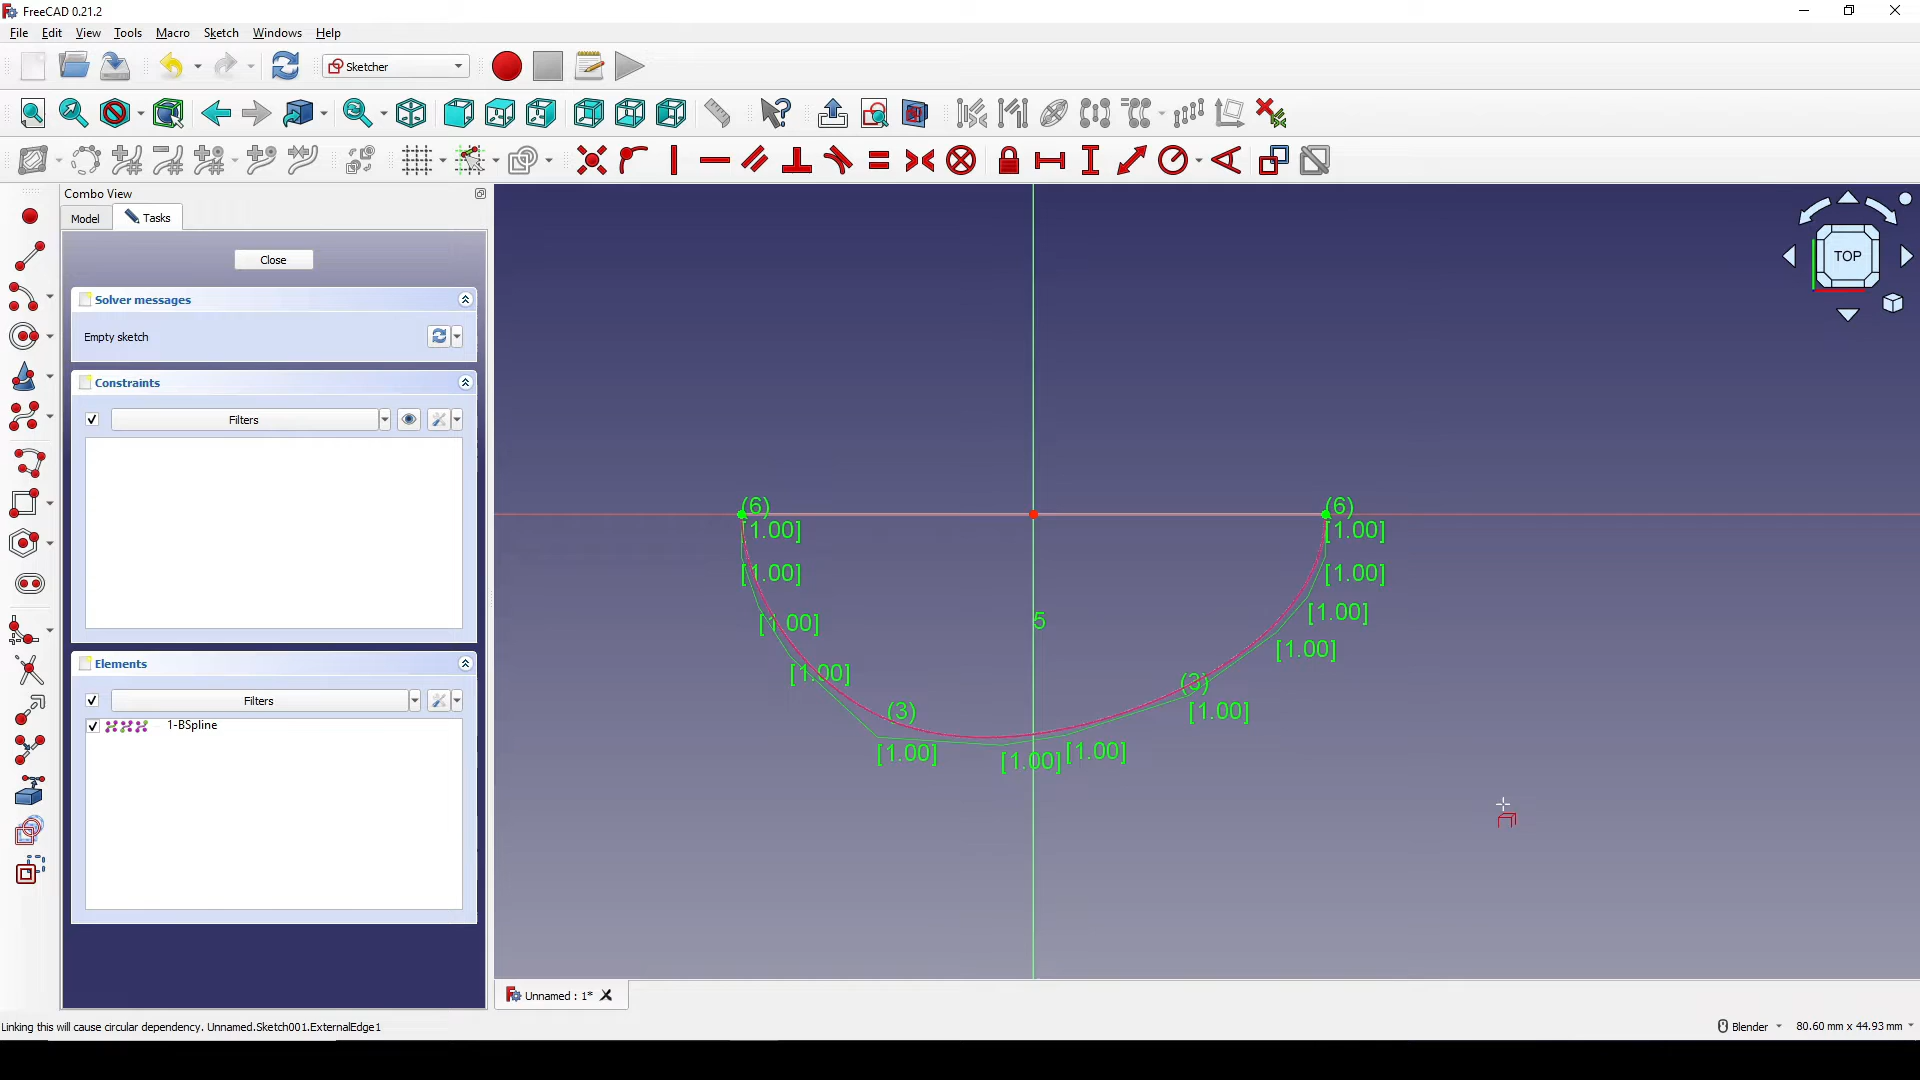 FreeCAD 0.21.2
File Edit View Tools Macro Sketch Windows Help
Sketcher
Combo View
Model Tasks
TOP
Close
Solver messages
Empty sketch
Constraints
Filters
(6) (6)
[1.00] [1.00]
[1.00] [1.00]
[1.00] 5 [1.00]
[1.00] [1.00]
(3) (3)
[1.00] [1.00] [1.00] [1.00]
Elements
Filters
1-BSpline
Unnamed : 1*
Linking this will cause circular dependency. Unnamed.Sketch001.ExternalEdge1
Blender 80.60 mm x 44.93 mm